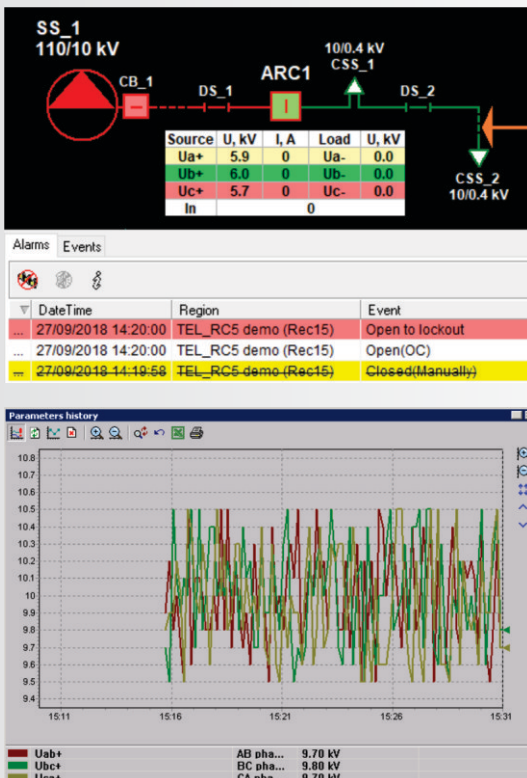 SS_1
110/10 kV
CB_1
DS_1
ARC1
10/0.4 kV
CSS_1
DS_2
CSS_2
10/0.4 kV
Source U, kV I, A Load U, kV
Ua+ 5.9 0 Ua- 0.0
Ub+ 6.0 0 Ub- 0.0
Uc+ 5.7 0 Uc- 0.0
In 0
Alarms Events
DateTime Region Event
... 27/09/2018 14:20:00 TEL_RC5 demo (Rec15) Open to lockout
... 27/09/2018 14:20:00 TEL_RC5 demo (Rec15) Open(OC)
... 27/09/2018 14:19:58 TEL_RC5 demo (Rec15) Closed(Manually)
Parameters history
10.8
10.7
10.6
10.5
10.4
10.3
10.2
10.1
10
9.9
9.8
9.7
9.6
9.5
9.4
15:11 15:16 15:21 15:26 15:31
Uab+ AB pha... 9.70 kV
Ubc+ BC pha... 9.80 kV
Uca+ CA pha... 9.70 kV